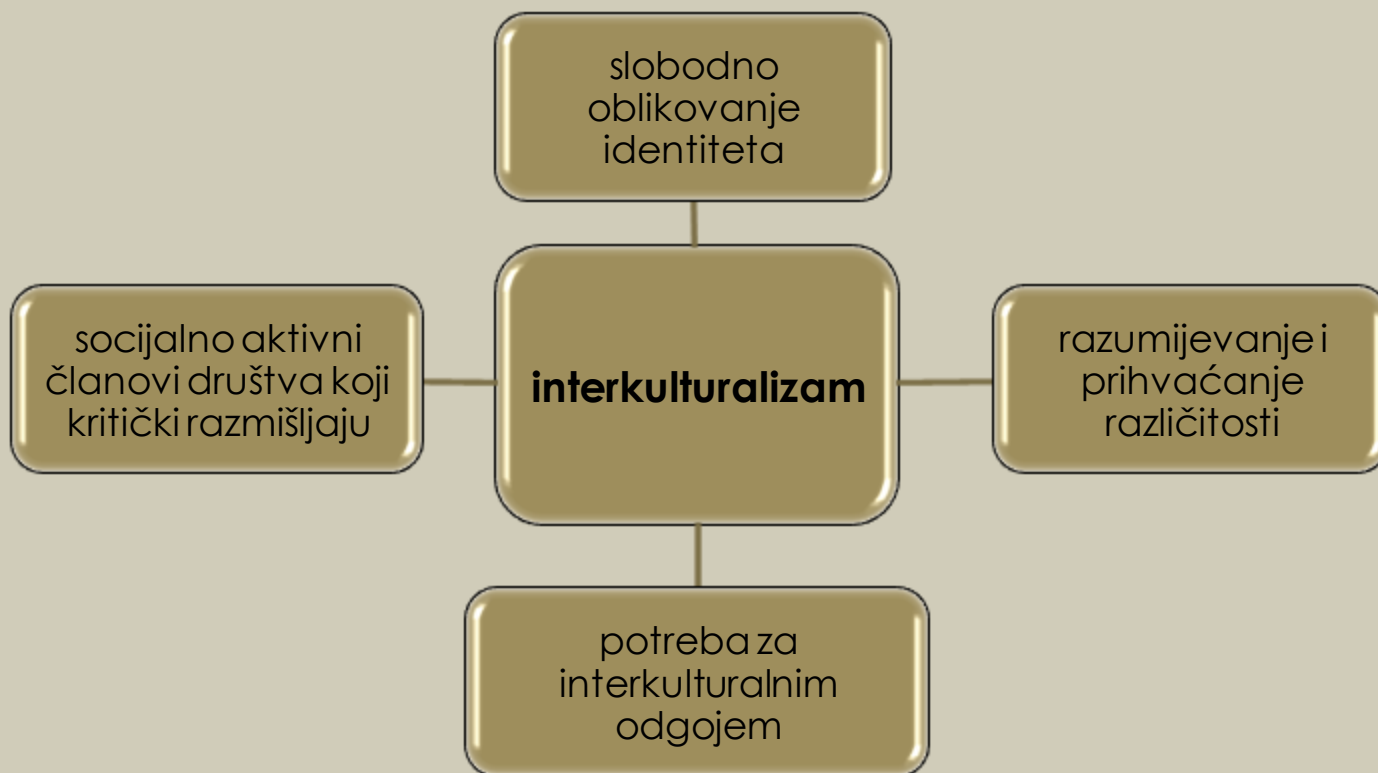 slobodno
oblikovanje
identiteta
socijalno aktivni
članovi društva koji
kritički razmišljaju
interkulturalizam
razumijevanje i
prihvaćanje
različitosti
potreba za
interkulturalnim
odgojem